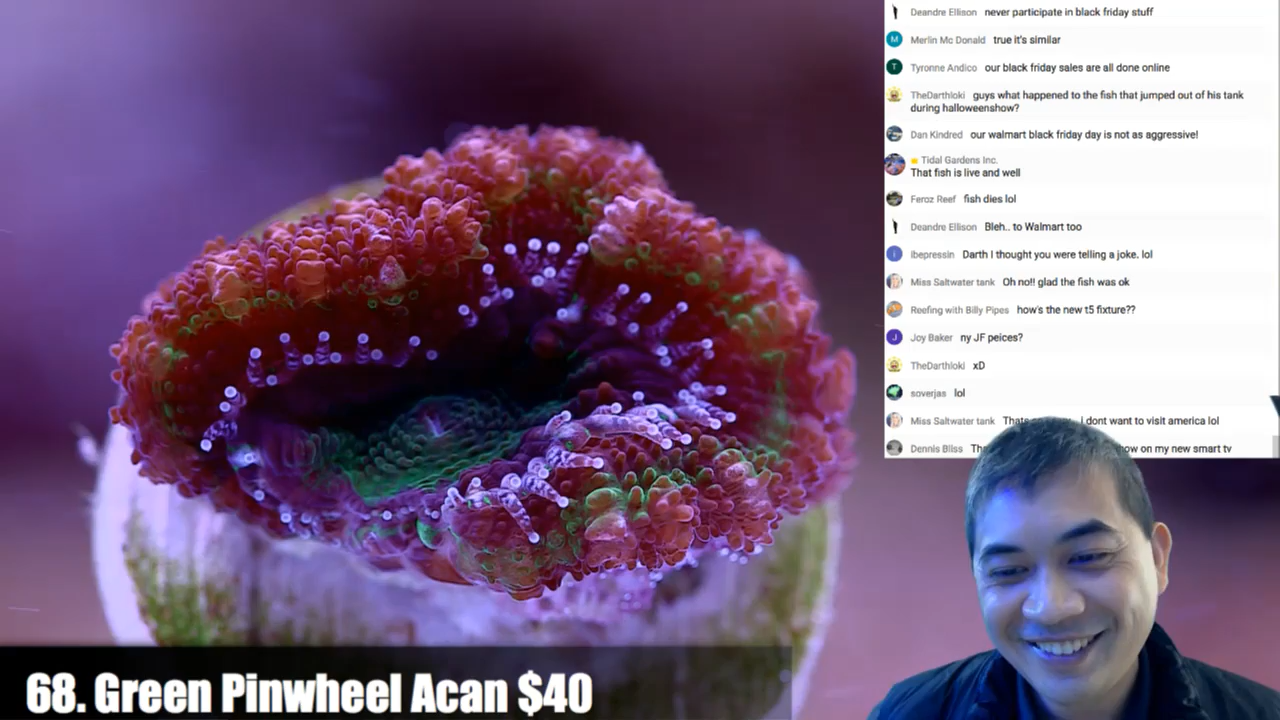 Deandre Ellison never participate in black friday stuff
M Merlin Mc Donald true it's similar
T Tyronne Andico our black friday sales are all done online
TheDarthloki guys what happened to the fish that jumped out of his tank
during halloweenshow?
Dan Kindred our walmart black friday day is not as aggressive!
Tidal Gardens Inc.
That fish is live and well
Feroz Reef fish dies lol
Deandre Ellison Bleh.. to Walmart too
i ibepressin Darth I thought you were telling a joke. lol
Miss Saltwater tank Oh no!! glad the fish was ok
Reefing with Billy Pipes how's the new t5 fixture??
J Joy Baker ny JF peices?
TheDarthloki xD
soverjas lol
Miss Saltwater tank i dont want to visit america lol
Dennis Bliss on my new smart tv
68. Green Pinwheel Acan $40